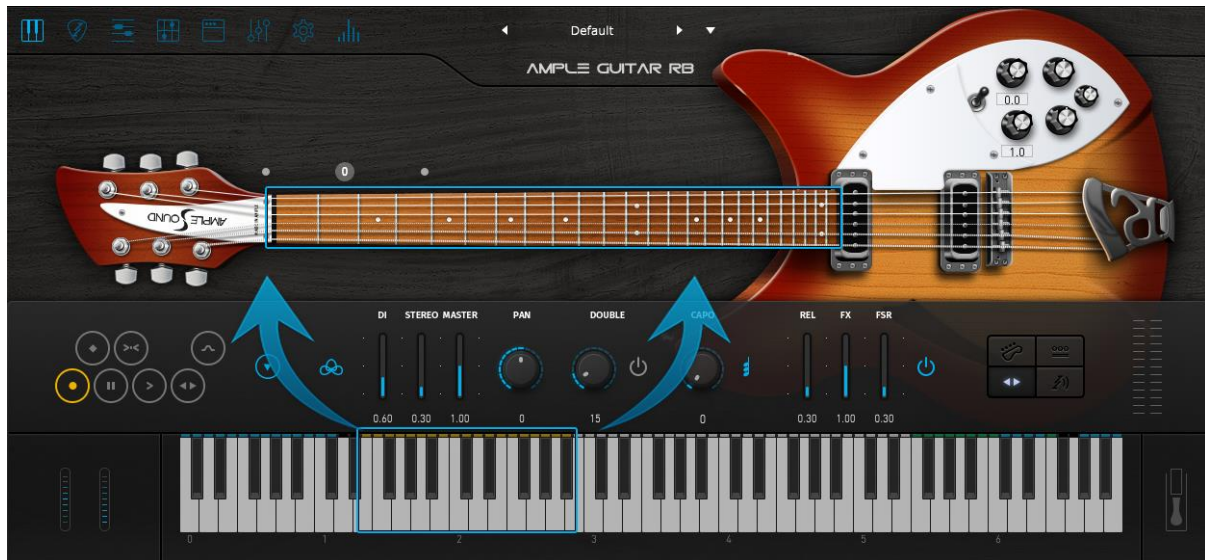 Default
AMPLE GUITAR RB
0.0
1.0
0
AMPLE SOUND
DI STEREO MASTER PAN DOUBLE CAPO REL FX FSR
0.60 0.30 1.00 0 15 0 0.30 1.00 0.30
0 1 2 3 4 5 6